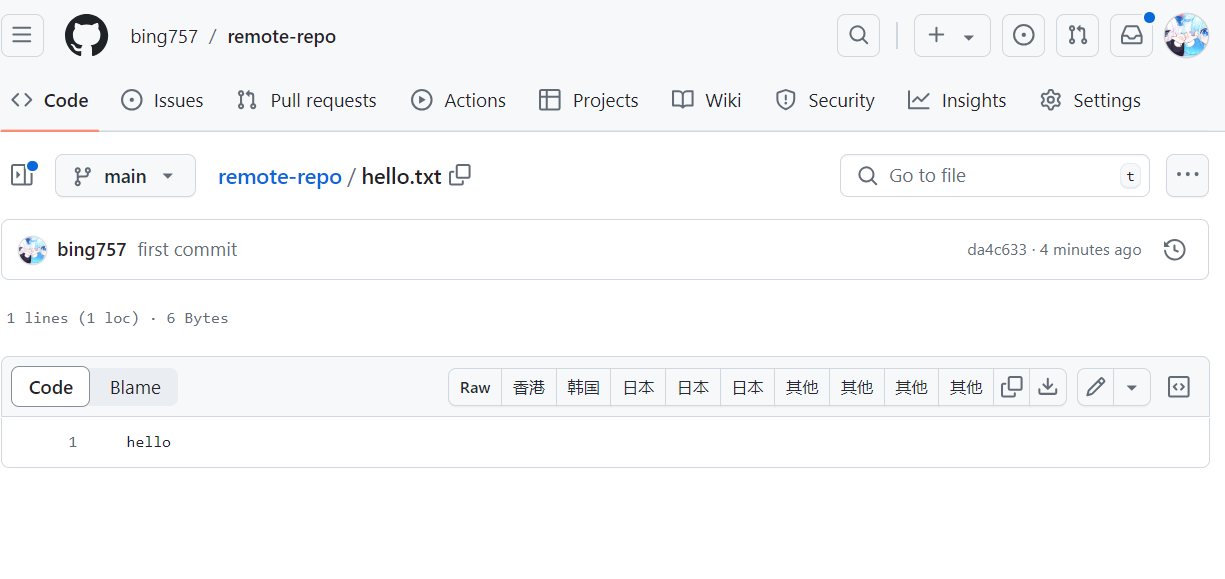 bing757 / remote-repo
Code Issues Pull requests Actions Projects Wiki Security Insights Settings
main remote-repo / hello.txt Go to file t
bing757 first commit da4c633 · 4 minutes ago
1 lines (1 loc) · 6 Bytes
Code Blame Raw 香港 韩国 日本 日本 日本 其他 其他 其他 其他
1 hello